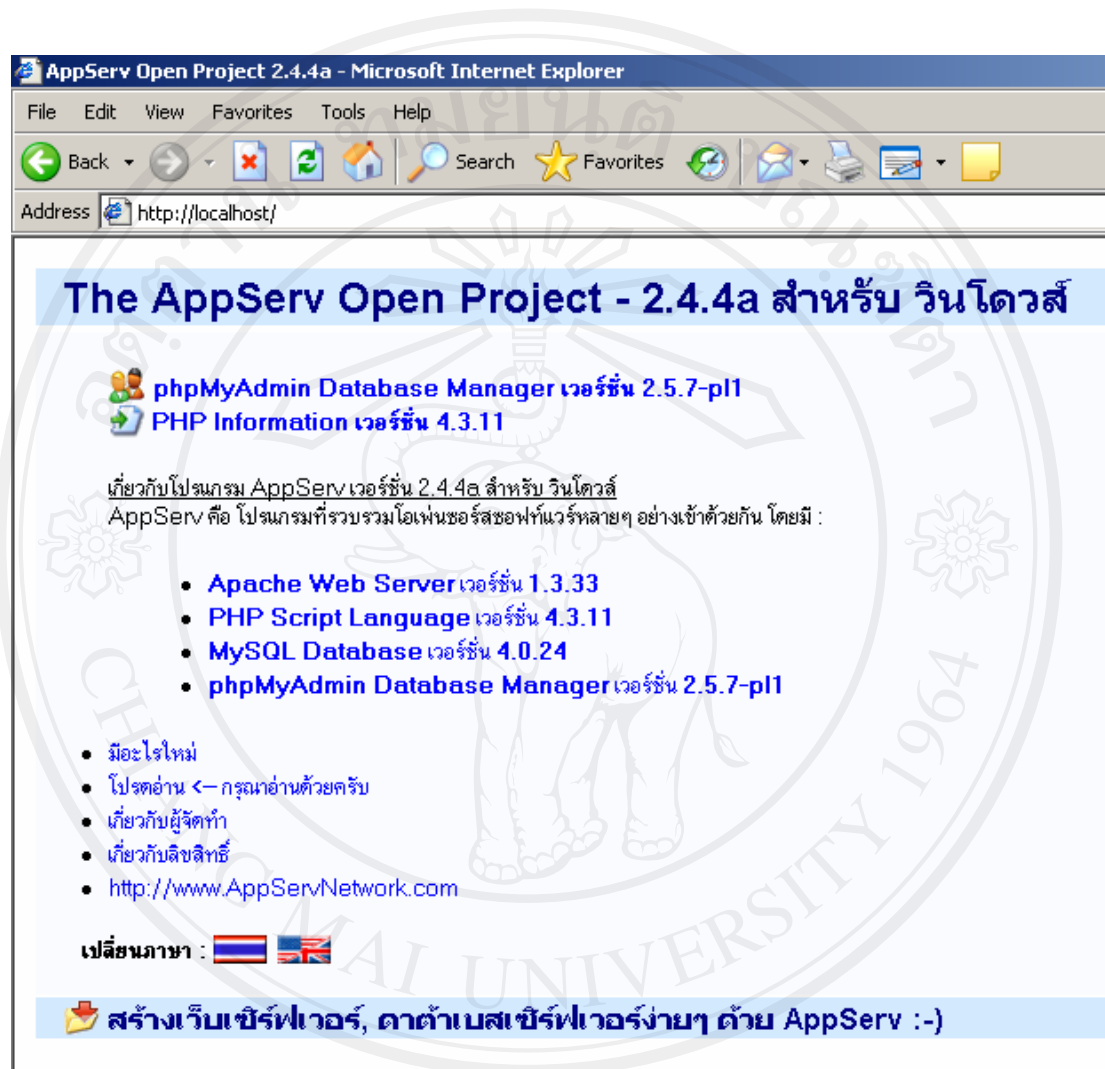 AppServ Open Project 2.4.4a - Microsoft Internet Explorer
File Edit View Favorites Tools Help
Back Search Favorites
Address http://localhost/
The AppServ Open Project - 2.4.4a สำหรับ วินโดวส์
phpMyAdmin Database Manager เวอร์ชั่น 2.5.7-pl1
PHP Information เวอร์ชั่น 4.3.11
เกี่ยวกับโปรแกรม AppServ เวอร์ชั่น 2.4.4a สำหรับ วินโดวส์
AppServ คือ โปรแกรมที่รวบรวมโอเพ่นซอร์สซอฟท์แวร์หลายๆ อย่างเข้าด้วยกัน โดยมี :
• Apache Web Server เวอร์ชั่น 1.3.33
• PHP Script Language เวอร์ชั่น 4.3.11
• MySQL Database เวอร์ชั่น 4.0.24
• phpMyAdmin Database Manager เวอร์ชั่น 2.5.7-pl1
• มีอะไรใหม่
• โปรดอ่าน <-- กรุณาอ่านด้วยครับ
• เกี่ยวกับผู้จัดทำ
• เกี่ยวกับลิขสิทธิ์
• http://www.AppServNetwork.com
เปลี่ยนภาษา :
สร้างเว็บเซิร์ฟเวอร์, ดาต้าเบสเซิร์ฟเวอร์ง่ายๆ ด้วย AppServ :-)
CHIANG MAI UNIVERSITY 1964